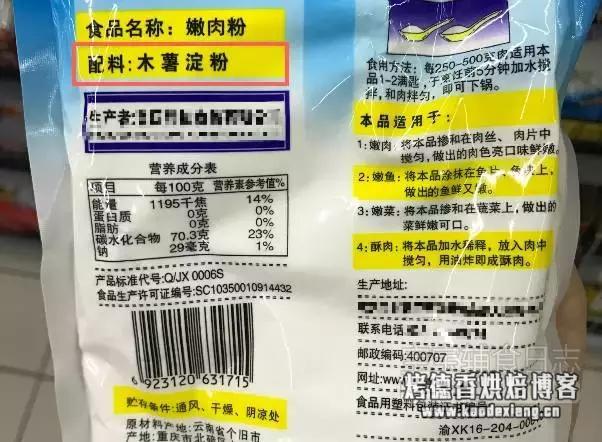 食品名称：嫩肉粉
配料：木薯淀粉
生产者：
营养成分表
项目 每100克 营养素参考值%
能量 1195千焦 14%
蛋白质 0克 0%
脂肪 0克 0%
碳水化合物 70.3克 23%
钠 29毫克 1%
产品标准代号:Q/JX 0006S
食品生产许可证编号:SC10350010914432
6 923120 631715
贮存条件:通风、干燥、阴凉处
原材料产地:云南省个旧市
产地:重庆市北碚区
食用方法：每250-500克肉适用本
品1-2满匙，于烹饪前5分钟加水搅
拌，和肉拌匀，即可下锅。
本品适用于：
1：嫩肉：将本品掺和在肉丝、肉片中
搅匀，做出的肉色亮口味鲜嫩。
2：嫩鱼：将本品涂抹在鱼片、鱼块上，
做出的鱼鲜又嫩。
3：嫩菜：将本品掺和在蔬菜上，做出的
菜鲜嫩可口。
4：酥肉：将本品加水稀释，放入肉中
搅匀，用油炸即成酥肉。
生产地址:
联系电话
邮政编码:400707
网址:www.
食品用塑料包装
渝XK16-204-00
辅食日志
烤德香烘焙博客
www.kaodexiang.cn